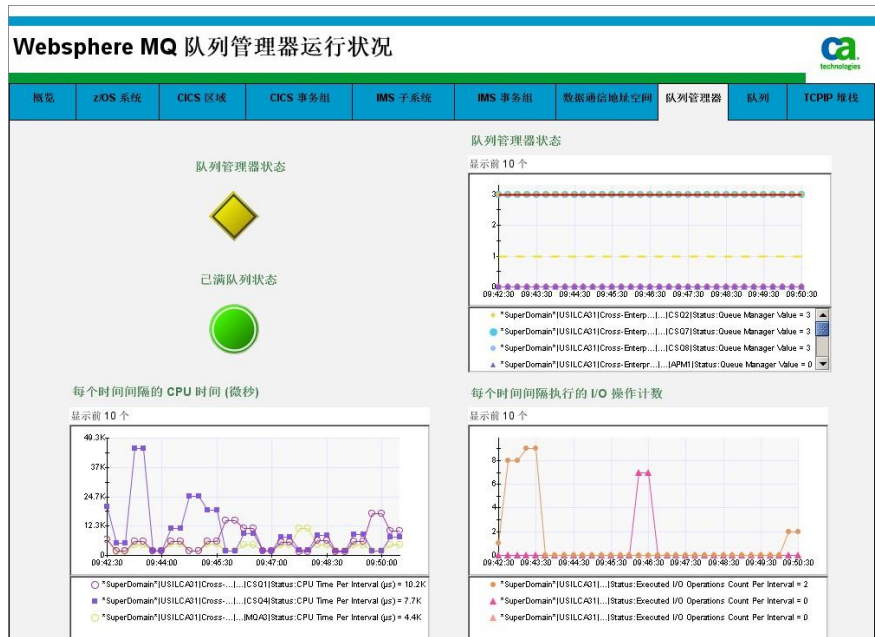 Websphere MQ 队列管理器运行状况
ca.
technologies
概览 z/OS 系统 CICS 区域 CICS 事务组 IMS 子系统 IMS 事务组 数据通信地址空间 队列管理器 队列 TCPIP 堆栈
队列管理器状态
已满队列状态
队列管理器状态
显示前 10 个
3
2
1
0
09:42:30 09:43:30 09:44:30 09:45:30 09:46:30 09:47:30 09:48:30 09:49:30 09:50:30
*SuperDomain*|USILCA31|Cross-Enterp...|...|CSQ2|Status:Queue Manager Value = 3
*SuperDomain*|USILCA31|Cross-Enterp...|...|CSQ7|Status:Queue Manager Value = 3
*SuperDomain*|USILCA31|Cross-Enterp...|...|CSQ8|Status:Queue Manager Value = 3
*SuperDomain*|USILCA31|Cross-Enterpr...|...|APM1|Status:Queue Manager Value = 0
每个时间间隔的 CPU 时间 (微秒)
显示前 10 个
49.3K
37K
24.7K
12.3K
0
09:42:30 09:44:00 09:45:30 09:47:00 09:48:30 09:50:00
*SuperDomain*|USILCA31|Cross-...|...|CSQ1|Status:CPU Time Per Interval (µs) = 10.2K
*SuperDomain*|USILCA31|Cross-...|...|CSQ4|Status:CPU Time Per Interval (µs) = 7.7K
*SuperDomain*|USILCA31|Cross-...|...|MQA3|Status:CPU Time Per Interval (µs) = 4.4K
每个时间间隔执行的 I/O 操作计数
显示前 10 个
8
6
4
2
0
09:42:30 09:43:30 09:44:30 09:45:30 09:46:30 09:47:30 09:48:30 09:49:30 09:50:30
*SuperDomain*|USILCA31|...|Status:Executed I/O Operations Count Per Interval = 2
*SuperDomain*|USILCA31|...|Status:Executed I/O Operations Count Per Interval = 0
*SuperDomain*|USILCA31|...|Status:Executed I/O Operations Count Per Interval = 0